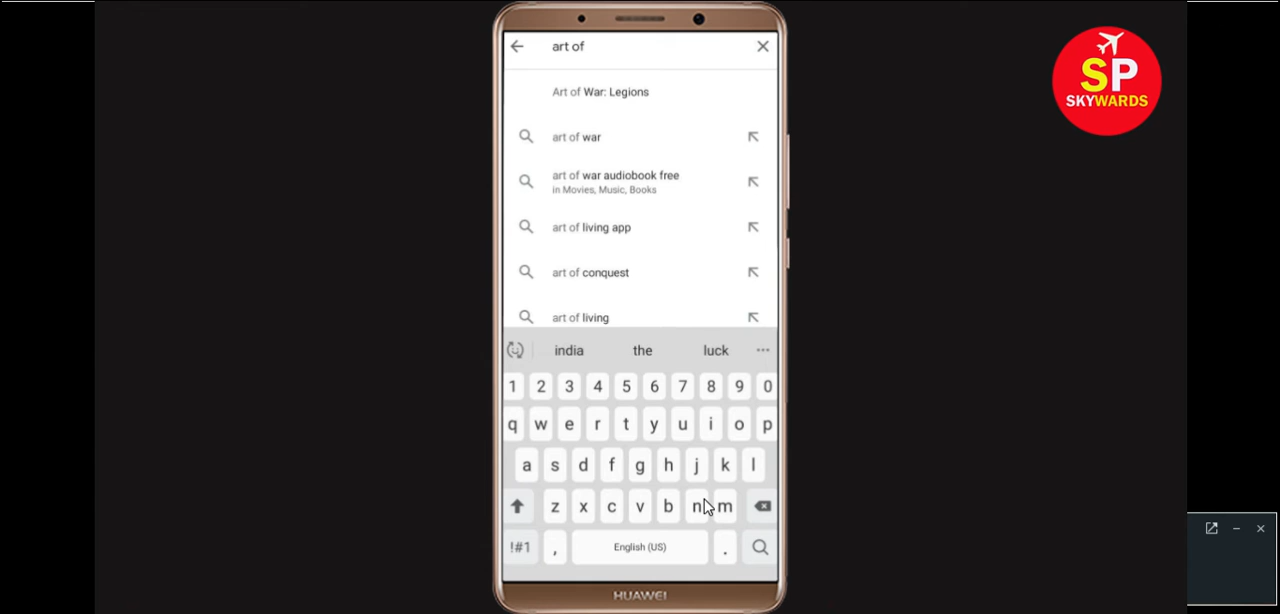 art of
Art of War: Legions
art of war
art of war audiobook free
in Movies, Music, Books
art of living app
art of conquest
art of living
india the luck
1 2 3 4 5 6 7 8 9 0
q w e r t y u i o p
a s d f g h j k l
z x c v b n m
!#1 , English (US) .
HUAWEI
SP
SKYWARDS